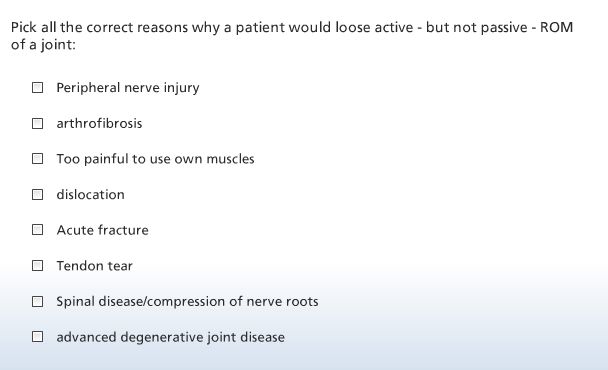 Pick all the correct reasons why a patient would loose active - but not passive - ROM
of a joint:
Peripheral nerve injury
arthrofibrosis
Too painful to use own muscles
dislocation
Acute fracture
Tendon tear
Spinal disease/compression of nerve roots
advanced degenerative joint disease